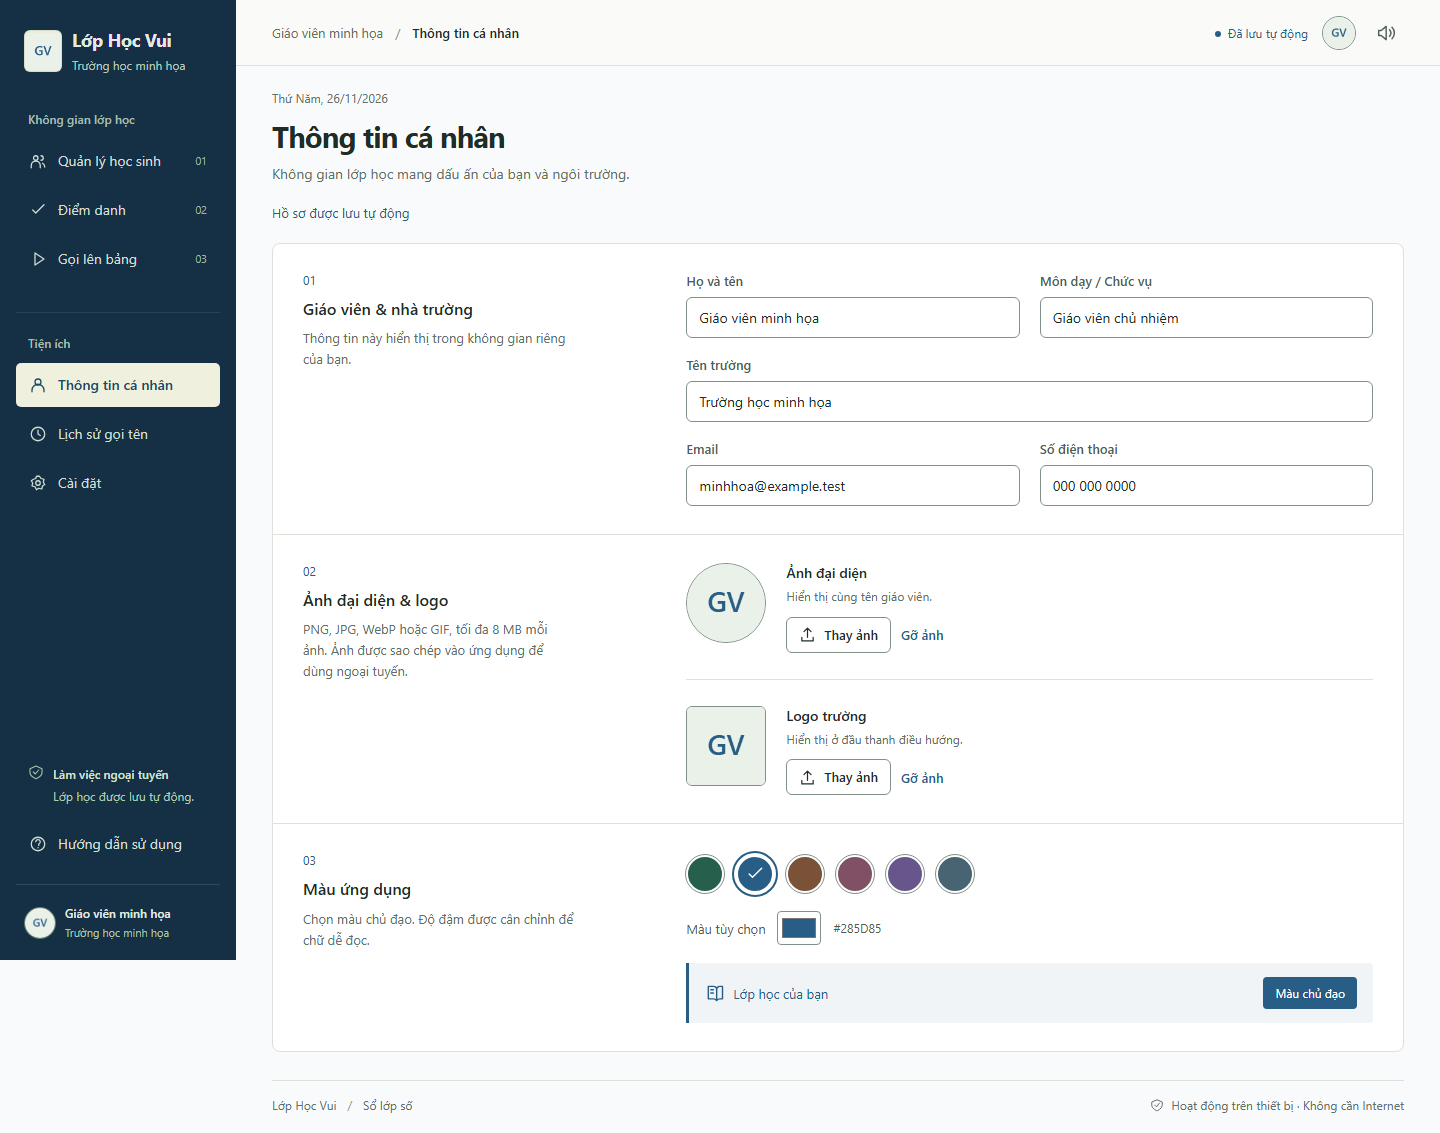 GV
Lớp Học Vui
Trường học minh họa
Không gian lớp học
Quản lý học sinh 01
Điểm danh 02
Gọi lên bảng 03
Tiện ích
Thông tin cá nhân
Lịch sử gọi tên
Cài đặt
Làm việc ngoại tuyến
Lớp học được lưu tự động.
Hướng dẫn sử dụng
GV
Giáo viên minh họa
Trường học minh họa
Giáo viên minh họa / Thông tin cá nhân
Đã lưu tự động
GV
Thứ Năm, 26/11/2026
Thông tin cá nhân
Không gian lớp học mang dấu ấn của bạn và ngôi trường.
Hồ sơ được lưu tự động
01
Giáo viên & nhà trường
Thông tin này hiển thị trong không gian riêng
của bạn.
Họ và tên
Giáo viên minh họa
Môn dạy / Chức vụ
Giáo viên chủ nhiệm
Tên trường
Trường học minh họa
Email
minhhoa@example.test
Số điện thoại
000 000 0000
02
Ảnh đại diện & logo
PNG, JPG, WebP hoặc GIF, tối đa 8 MB mỗi
ảnh. Ảnh được sao chép vào ứng dụng để
dùng ngoại tuyến.
GV
Ảnh đại diện
Hiển thị cùng tên giáo viên.
Thay ảnh
Gỡ ảnh
GV
Logo trường
Hiển thị ở đầu thanh điều hướng.
Thay ảnh
Gỡ ảnh
03
Màu ứng dụng
Chọn màu chủ đạo. Độ đậm được cân chỉnh để
chữ dễ đọc.
Màu tùy chọn
#285D85
Lớp học của bạn
Màu chủ đạo
Lớp Học Vui / Sổ lớp số
Hoạt động trên thiết bị · Không cần Internet